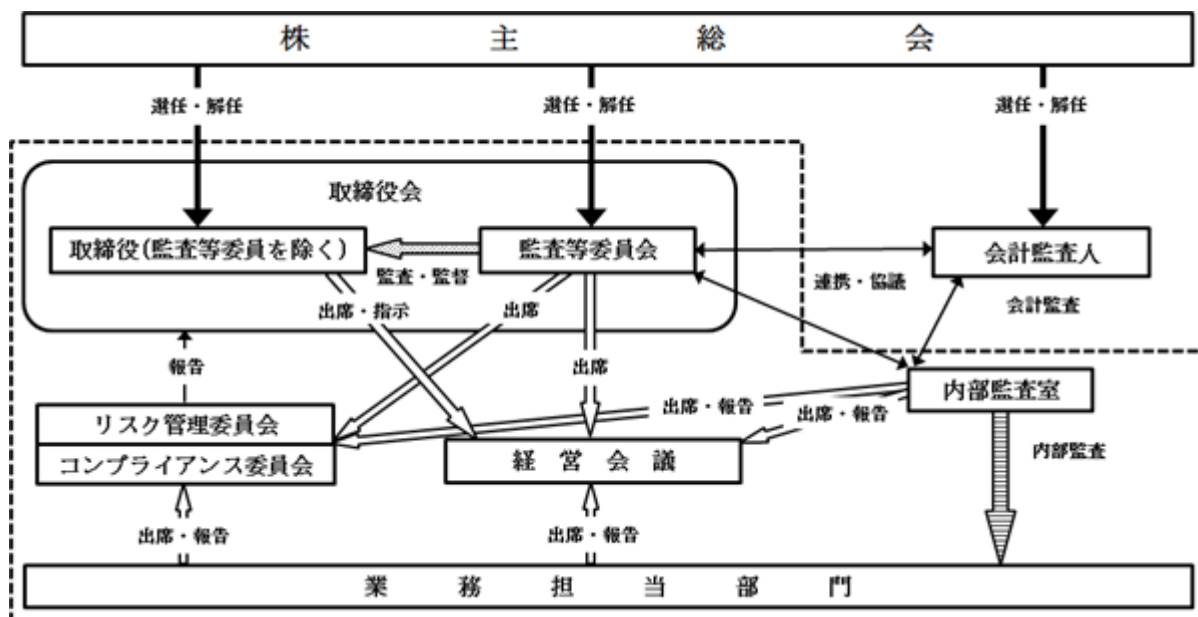 株主総会
選任・解任
選任・解任
選任・解任
取締役会
取締役(監査等委員を除く)
監査等委員会
会計監査人
監査・監督
連携・協議
出席・指示
出席
会計監査
報告
出席
内部監査室
出席・報告
出席・報告
リスク管理委員会
コンプライアンス委員会
経営会議
内部監査
出席・報告
出席・報告
業務担当部門